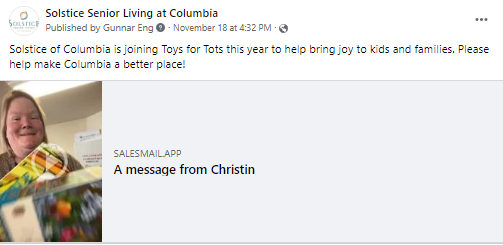 SOLSTICE
Solstice Senior Living at Columbia
Published by Gunnar Eng · November 18 at 4:32 PM ·
Solstice of Columbia is joining Toys for Tots this year to help bring joy to kids and families. Please
help make Columbia a better place!
SALESMAIL.APP
A message from Christin